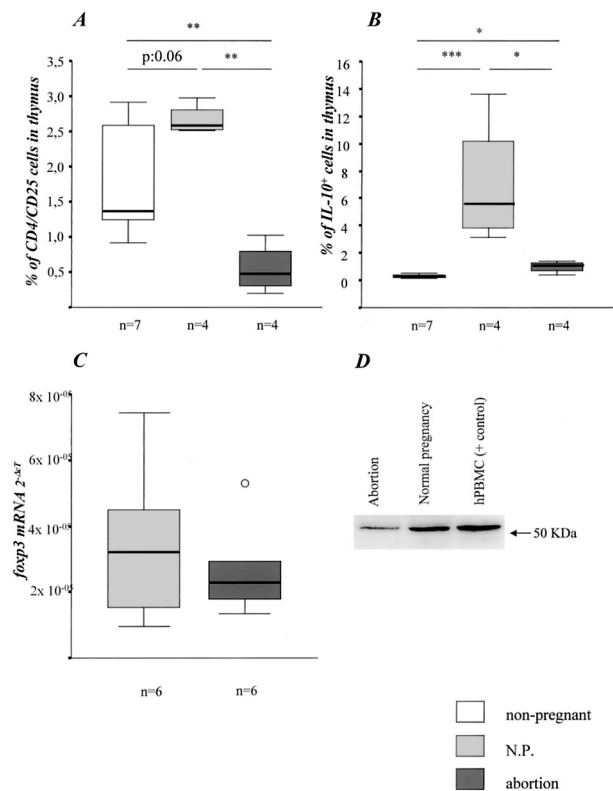 A
**
p:0.06
**
3,5
3,0
2,5
2,0
1,5
1,0
0,5
% of CD4/CD25 cells in thymus
n=7
n=4
n=4
B
*
***
*
16
14
12
10
8
6
4
2
0
% of IL-10+ cells in thymus
n=7
n=4
n=4
C
8x 10-05
6x 10-05
4x 10-05
2x 10-05
foxp3 mRNA 2-ΔcT
n=6
n=6
D
Abortion
Normal pregnancy
hPBMC (+ control)
50 KDa
non-pregnant
N.P.
abortion